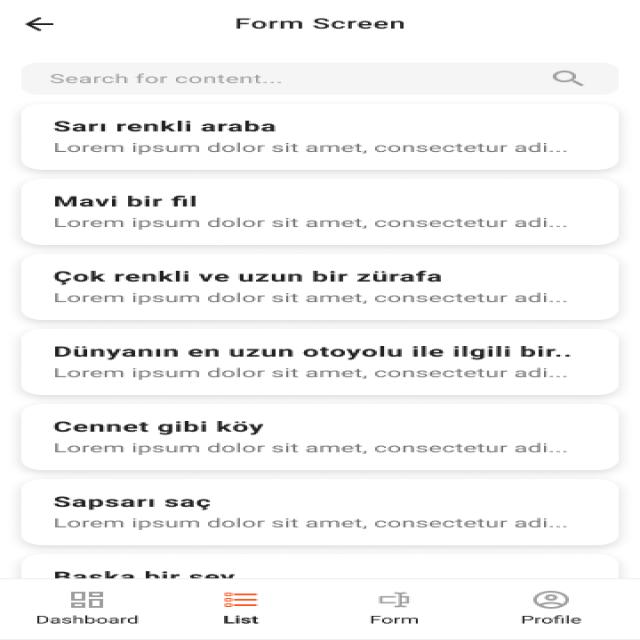 Form Screen
Search for content...
Sarı renkli araba
Lorem ipsum dolor sit amet, consectetur adi...
Mavi bir fil
Lorem ipsum dolor sit amet, consectetur adi...
Çok renkli ve uzun bir zürafa
Lorem ipsum dolor sit amet, consectetur adi...
Dünyanın en uzun otoyolu ile ilgili bir..
Lorem ipsum dolor sit amet, consectetur adi...
Cennet gibi köy
Lorem ipsum dolor sit amet, consectetur adi...
Sapsarı saç
Lorem ipsum dolor sit amet, consectetur adi...
Başka bir şey
Dashboard
List
Form
Profile